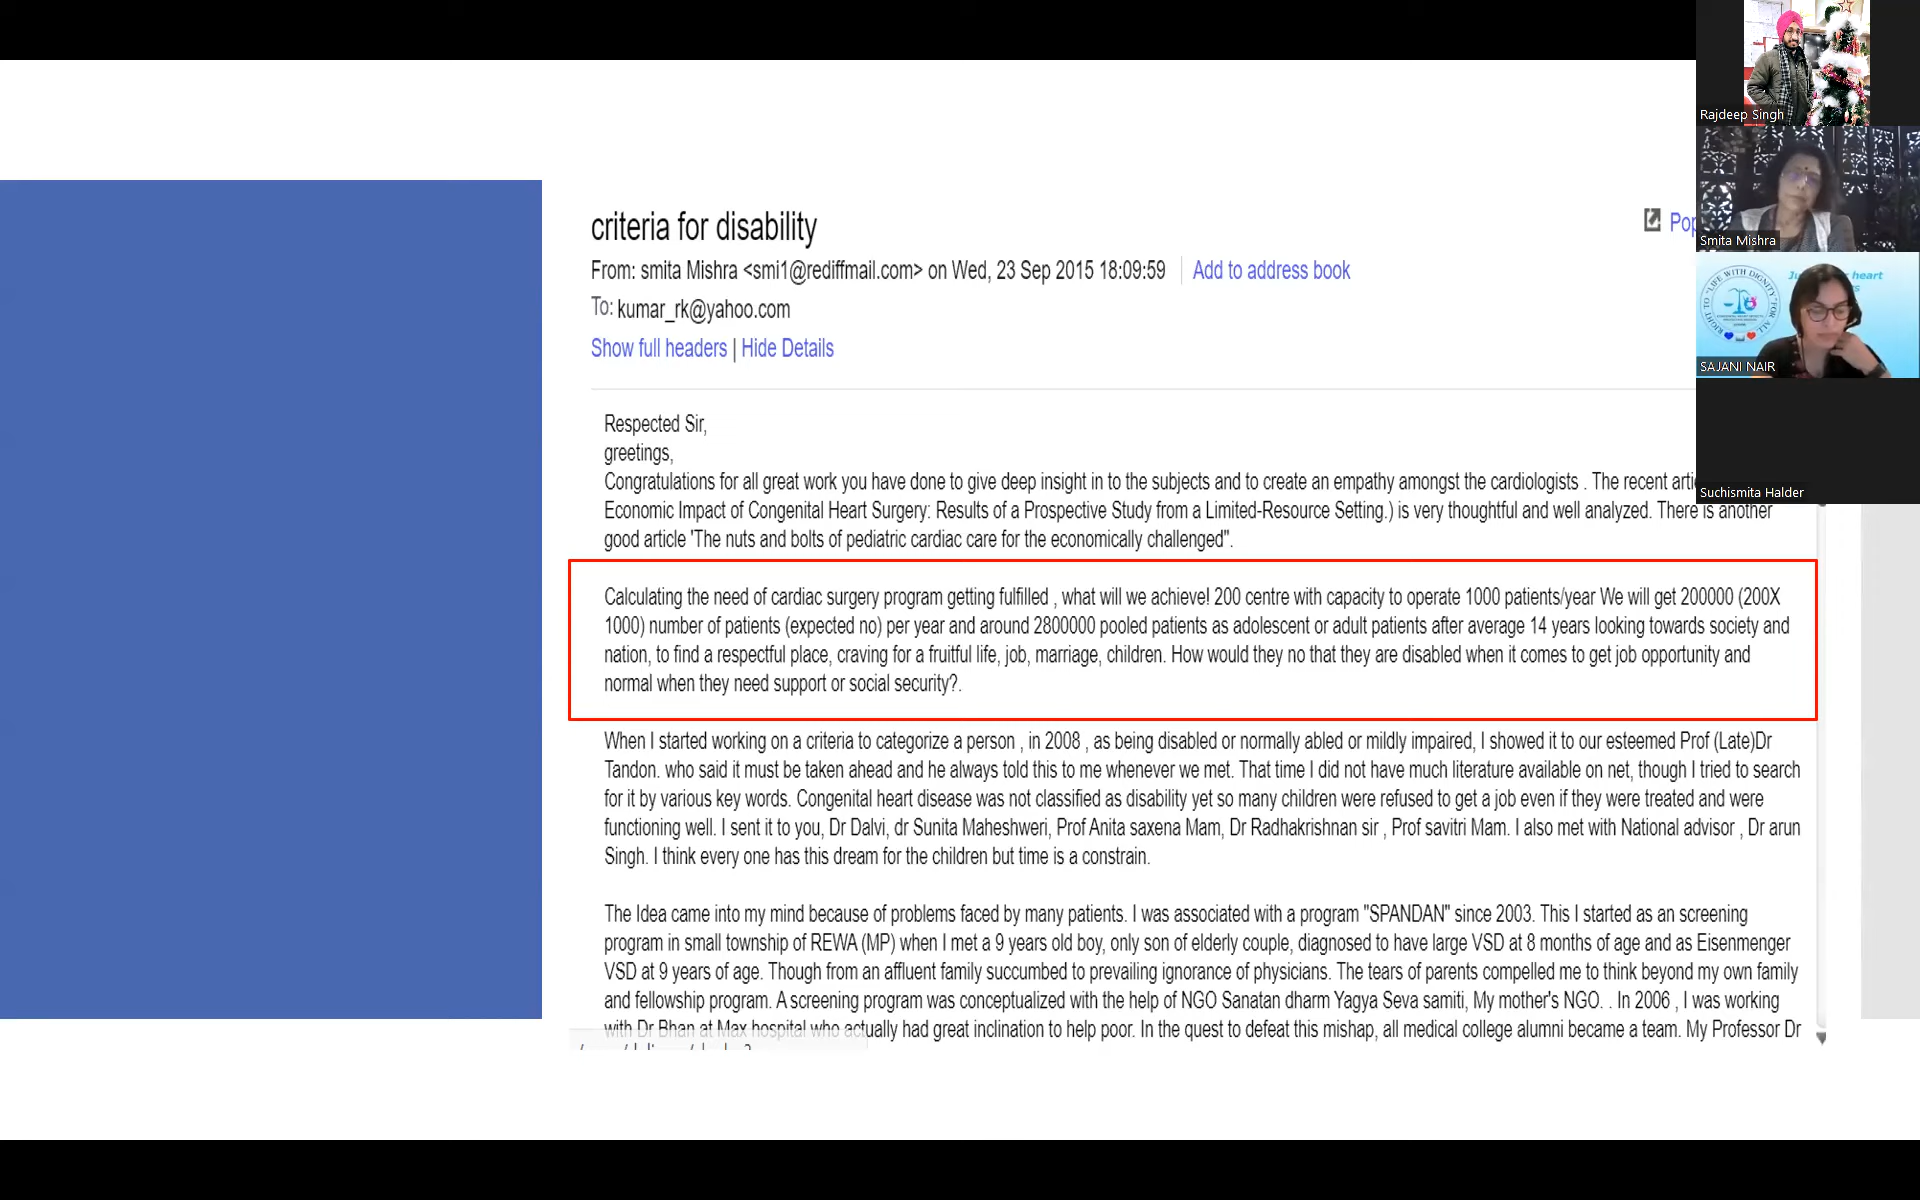 criteria for disability
Pop
From: smita Mishra <smi1@rediffmail.com> on Wed, 23 Sep 2015 18:09:59 Add to address book
To: kumar_rk@yahoo.com
Show full headers | Hide Details
Respected Sir,
greetings,
Congratulations for all great work you have done to give deep insight in to the subjects and to create an empathy amongst the cardiologists . The recent arti
Economic Impact of Congenital Heart Surgery: Results of a Prospective Study from a Limited-Resource Setting.) is very thoughtful and well analyzed. There is another
good article 'The nuts and bolts of pediatric cardiac care for the economically challenged".
Calculating the need of cardiac surgery program getting fulfilled , what will we achieve! 200 centre with capacity to operate 1000 patients/year We will get 200000 (200X
1000) number of patients (expected no) per year and around 2800000 pooled patients as adolescent or adult patients after average 14 years looking towards society and
nation, to find a respectful place, craving for a fruitful life, job, marriage, children. How would they no that they are disabled when it comes to get job opportunity and
normal when they need support or social security?.
When I started working on a criteria to categorize a person , in 2008 , as being disabled or normally abled or mildly impaired, I showed it to our esteemed Prof (Late)Dr
Tandon. who said it must be taken ahead and he always told this to me whenever we met. That time I did not have much literature available on net, though I tried to search
for it by various key words. Congenital heart disease was not classified as disability yet so many children were refused to get a job even if they were treated and were
functioning well. I sent it to you, Dr Dalvi, dr Sunita Maheshweri, Prof Anita saxena Mam, Dr Radhakrishnan sir , Prof savitri Mam. I also met with National advisor , Dr arun
Singh. I think every one has this dream for the children but time is a constrain.
The Idea came into my mind because of problems faced by many patients. I was associated with a program "SPANDAN" since 2003. This I started as an screening
program in small township of REWA (MP) when I met a 9 years old boy, only son of elderly couple, diagnosed to have large VSD at 8 months of age and as Eisenmenger
VSD at 9 years of age. Though from an affluent family succumbed to prevailing ignorance of physicians. The tears of parents compelled me to think beyond my own family
and fellowship program. A screening program was conceptualized with the help of NGO Sanatan dharm Yagya Seva samiti, My mother's NGO. . In 2006 , I was working
with Dr Bhan at Max hospital who actually had great inclination to help poor. In the quest to defeat this mishap, all medical college alumni became a team. My Professor Dr
Rajdeep Singh
Smita Mishra
RIGHT TO "LIFE WITH DIGNITY" FOR ALL
heart
SAJANI NAIR
Suchismita Halder